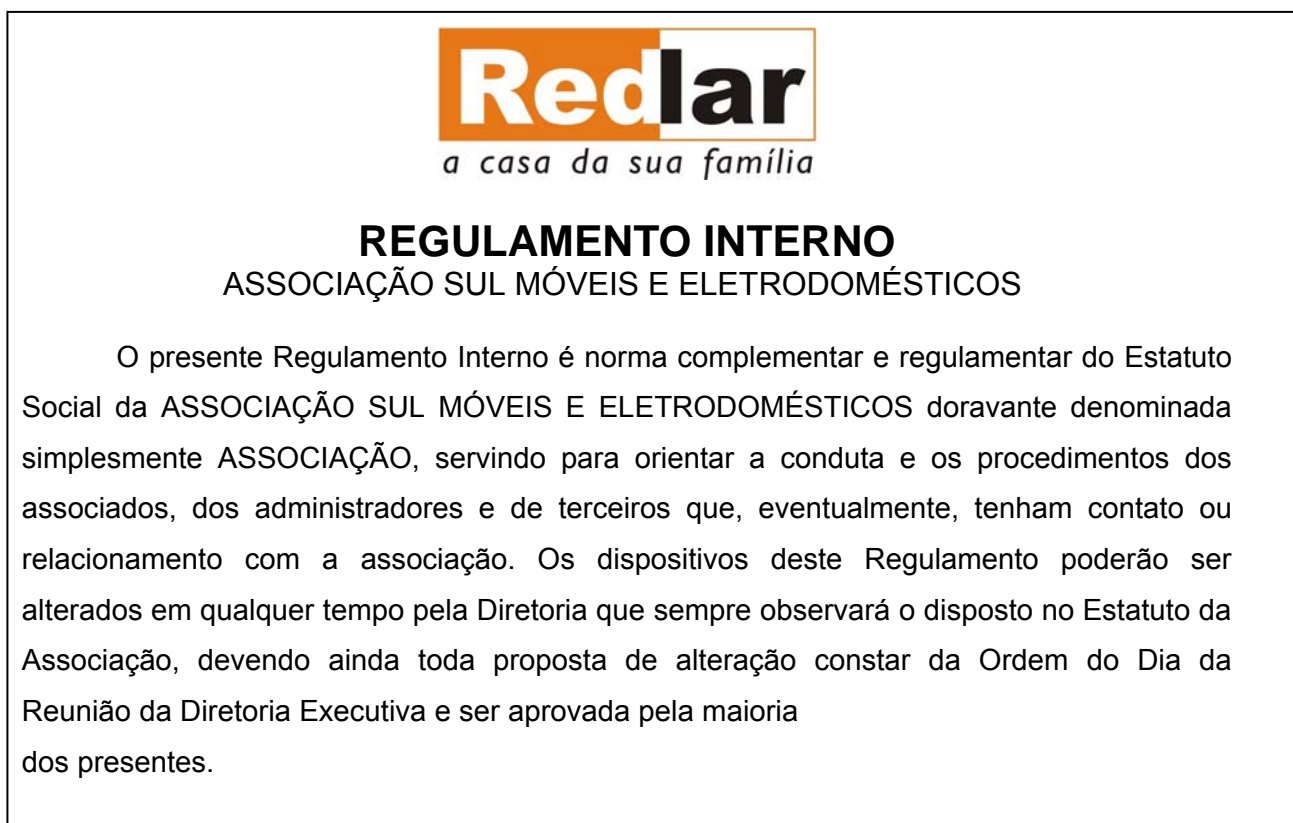 Redlar
a casa da sua família
REGULAMENTO INTERNO
ASSOCIAÇÃO SUL MÓVEIS E ELETRODOMÉSTICOS
O presente Regulamento Interno é norma complementar e regulamentar do Estatuto
Social da ASSOCIAÇÃO SUL MÓVEIS E ELETRODOMÉSTICOS doravante denominada
simplesmente ASSOCIAÇÃO, servindo para orientar a conduta e os procedimentos dos
associados, dos administradores e de terceiros que, eventualmente, tenham contato ou
relacionamento com a associação. Os dispositivos deste Regulamento poderão ser
alterados em qualquer tempo pela Diretoria que sempre observará o disposto no Estatuto da
Associação, devendo ainda toda proposta de alteração constar da Ordem do Dia da
Reunião da Diretoria Executiva e ser aprovada pela maioria
dos presentes.